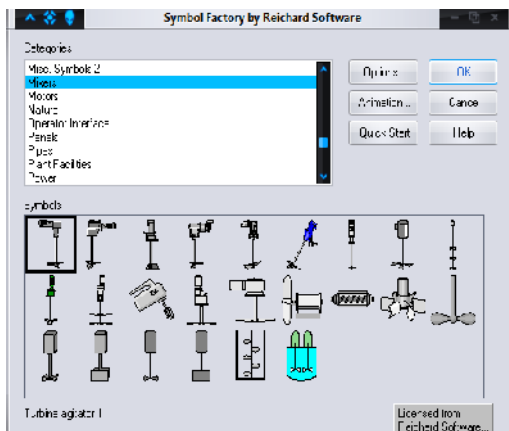 Symbol Factory by Reichard Software
Categories
Misc. Symbols 2
Mixers
Motors
Nature
Operator Interface
Panels
Pipes
Plant Facilities
Power
Options
OK
Animation...
Cancel
Quick Start
Help
Symbols
Turbine agitator 1
Licensed from
Reichard Software...